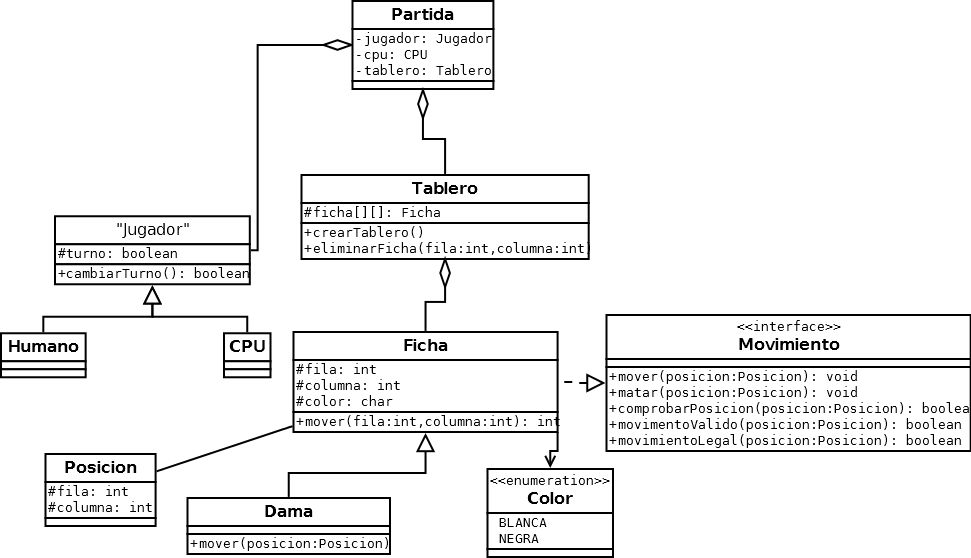 Partida
-jugador: Jugador
-cpu: CPU
-tablero: Tablero
Tablero
#ficha[][]: Ficha
+crearTablero()
+eliminarFicha(fila:int,columna:int)
"Jugador"
#turno: boolean
+cambiarTurno(): boolean
Humano
CPU
Ficha
#fila: int
#columna: int
#color: char
+mover(fila:int,columna:int): int
<<interface>>
Movimiento
+mover(posicion:Posicion): void
+matar(posicion:Posicion): void
+comprobarPosicion(posicion:Posicion): boolea
+movimentoValido(posicion:Posicion): boolean
+movimientoLegal(posicion:Posicion): boolean
Posicion
#fila: int
#columna: int
Dama
+mover(posicion:Posicion)
<<enumeration>>
Color
BLANCA
NEGRA